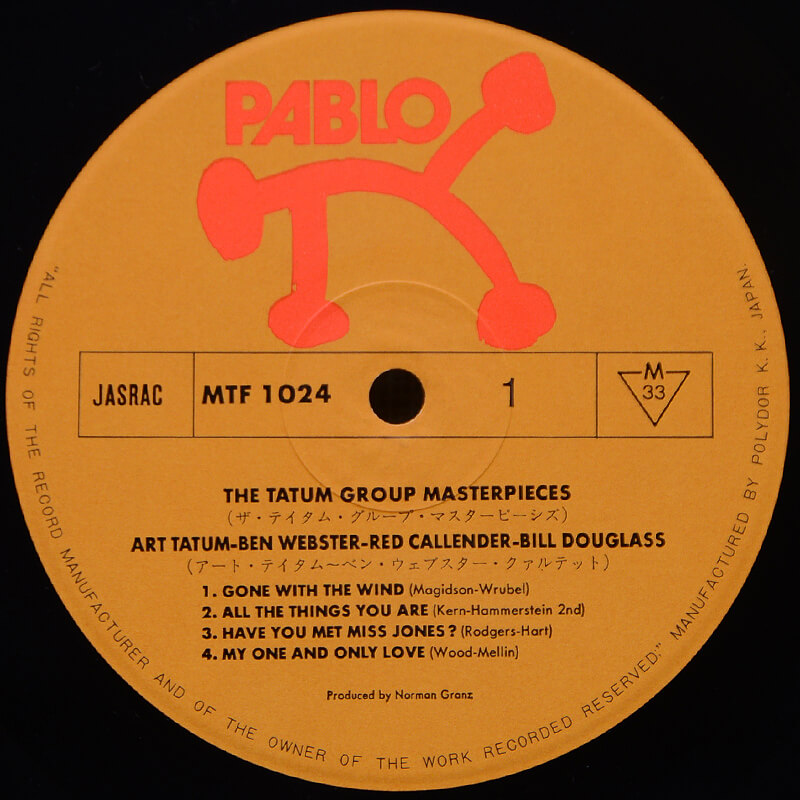 PABLO
JASRAC
MTF 1024
1
M
33
THE TATUM GROUP MASTERPIECES
(ザ・テイタム・グループ・マスターピーシズ)
ART TATUM-BEN WEBSTER-RED CALLENDER-BILL DOUGLASS
(アート・テイタム〜ベン・ウェブスター・クァルテット)
1. GONE WITH THE WIND (Magidson-Wrubel)
2. ALL THE THINGS YOU ARE (Kern-Hammerstein 2nd)
3. HAVE YOU MET MISS JONES? (Rodgers-Hart)
4. MY ONE AND ONLY LOVE (Wood-Mellin)
Produced by Norman Granz
"ALL RIGHTS OF THE RECORD MANUFACTURER AND OF THE OWNER OF THE WORK RECORDED RESERVED." MANUFACTURED BY POLYDOR K.K., JAPAN.